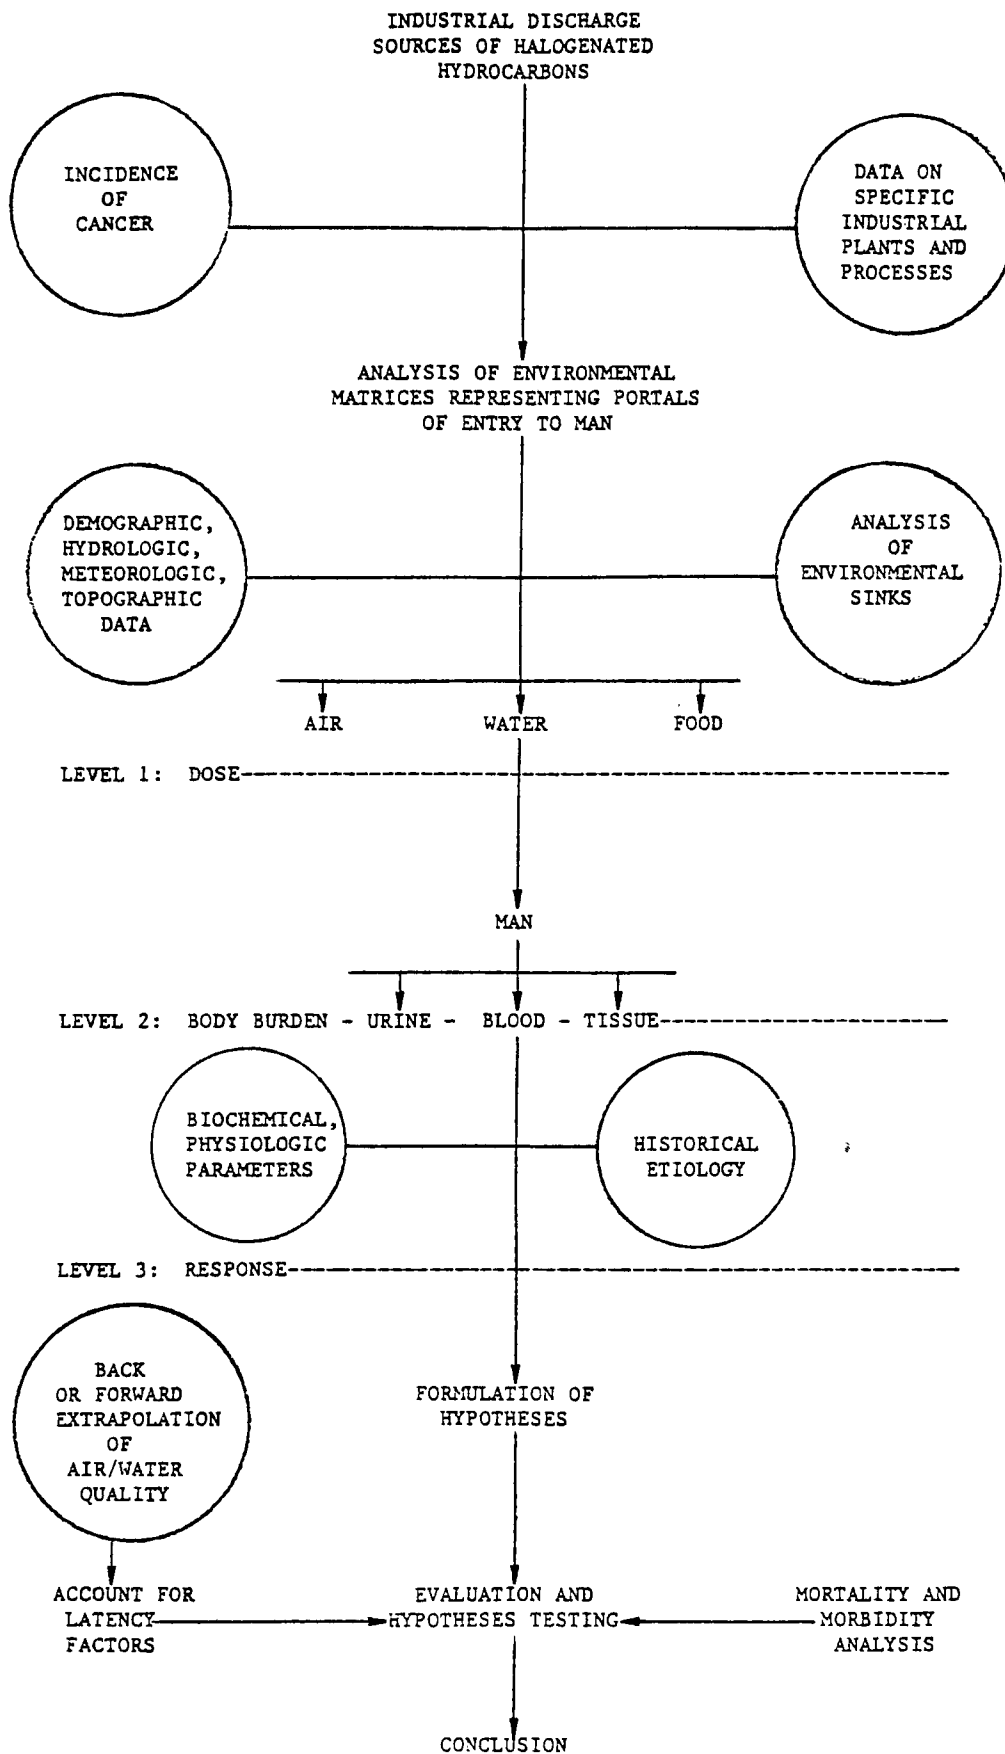 INDUSTRIAL DISCHARGE
SOURCES OF HALOGENATED
HYDROCARBONS
INCIDENCE
OF
CANCER
DATA ON
SPECIFIC
INDUSTRIAL
PLANTS AND
PROCESSES
ANALYSIS OF ENVIRONMENTAL
MATRICES REPRESENTING PORTALS
OF ENTRY TO MAN
DEMOGRAPHIC,
HYDROLOGIC,
METEOROLOGIC,
TOPOGRAPHIC
DATA
ANALYSIS
OF
ENVIRONMENTAL
SINKS
AIR WATER FOOD
LEVEL 1: DOSE
MAN
LEVEL 2: BODY BURDEN - URINE - BLOOD - TISSUE
BIOCHEMICAL,
PHYSIOLOGIC
PARAMETERS
HISTORICAL
ETIOLOGY
LEVEL 3: RESPONSE
BACK
OR FORWARD
EXTRAPOLATION
OF
AIR/WATER
QUALITY
FORMULATION OF
HYPOTHESES
ACCOUNT FOR
LATENCY
FACTORS
EVALUATION AND
HYPOTHESES TESTING
MORTALITY AND
MORBIDITY
ANALYSIS
CONCLUSION